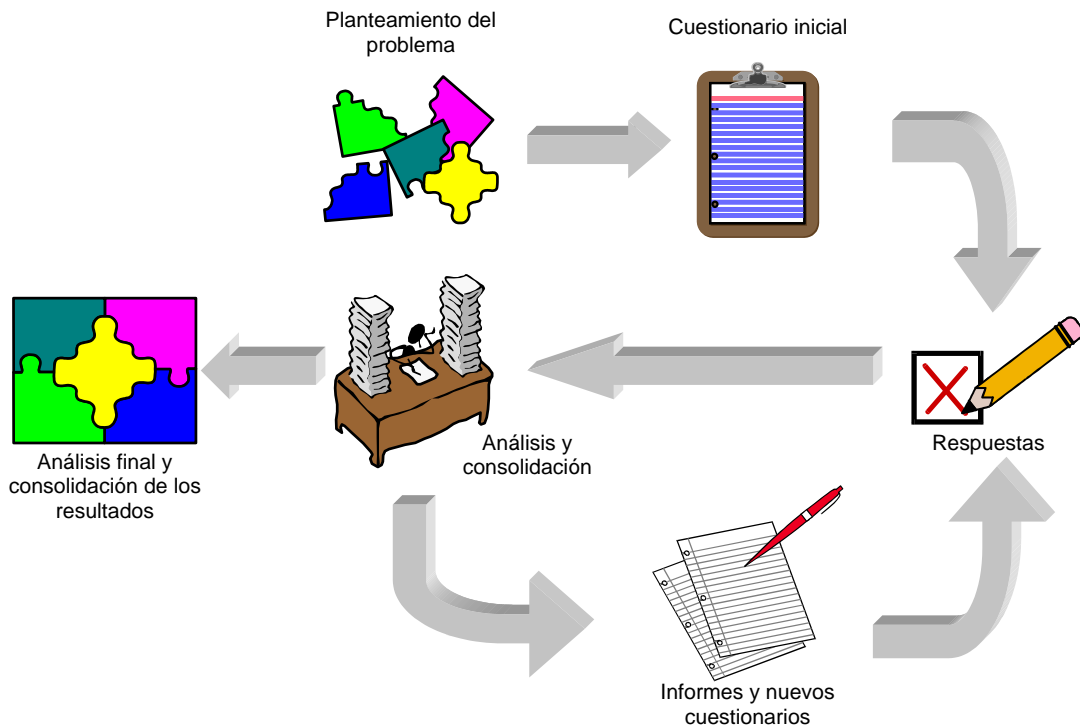 Planteamiento del
problema
Cuestionario inicial
Respuestas
Análisis y
consolidación
Análisis final y
consolidación de los
resultados
Informes y nuevos
cuestionarios